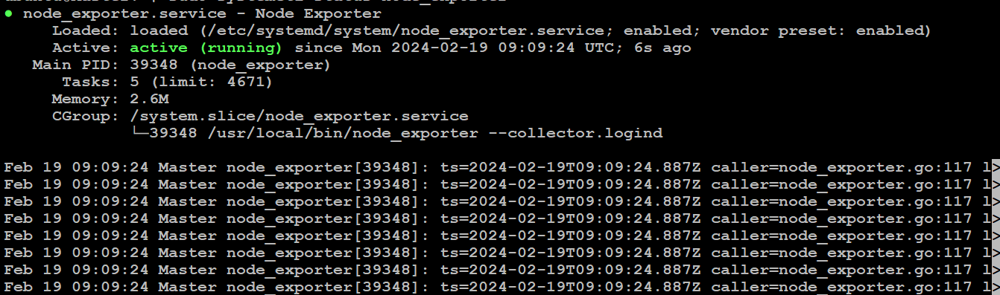 ● node_exporter.service - Node Exporter
Loaded: loaded (/etc/systemd/system/node_exporter.service; enabled; vendor preset: enabled)
Active: active (running) since Mon 2024-02-19 09:09:24 UTC; 6s ago
Main PID: 39348 (node_exporter)
Tasks: 5 (limit: 4671)
Memory: 2.6M
CGroup: /system.slice/node_exporter.service
└─39348 /usr/local/bin/node_exporter --collector.logind
Feb 19 09:09:24 Master node_exporter[39348]: ts=2024-02-19T09:09:24.887Z caller=node_exporter.go:117 l>
Feb 19 09:09:24 Master node_exporter[39348]: ts=2024-02-19T09:09:24.887Z caller=node_exporter.go:117 l>
Feb 19 09:09:24 Master node_exporter[39348]: ts=2024-02-19T09:09:24.887Z caller=node_exporter.go:117 l>
Feb 19 09:09:24 Master node_exporter[39348]: ts=2024-02-19T09:09:24.887Z caller=node_exporter.go:117 l>
Feb 19 09:09:24 Master node_exporter[39348]: ts=2024-02-19T09:09:24.887Z caller=node_exporter.go:117 l>
Feb 19 09:09:24 Master node_exporter[39348]: ts=2024-02-19T09:09:24.887Z caller=node_exporter.go:117 l>
Feb 19 09:09:24 Master node_exporter[39348]: ts=2024-02-19T09:09:24.887Z caller=node_exporter.go:117 l>
Feb 19 09:09:24 Master node_exporter[39348]: ts=2024-02-19T09:09:24.887Z caller=node_exporter.go:117 l>